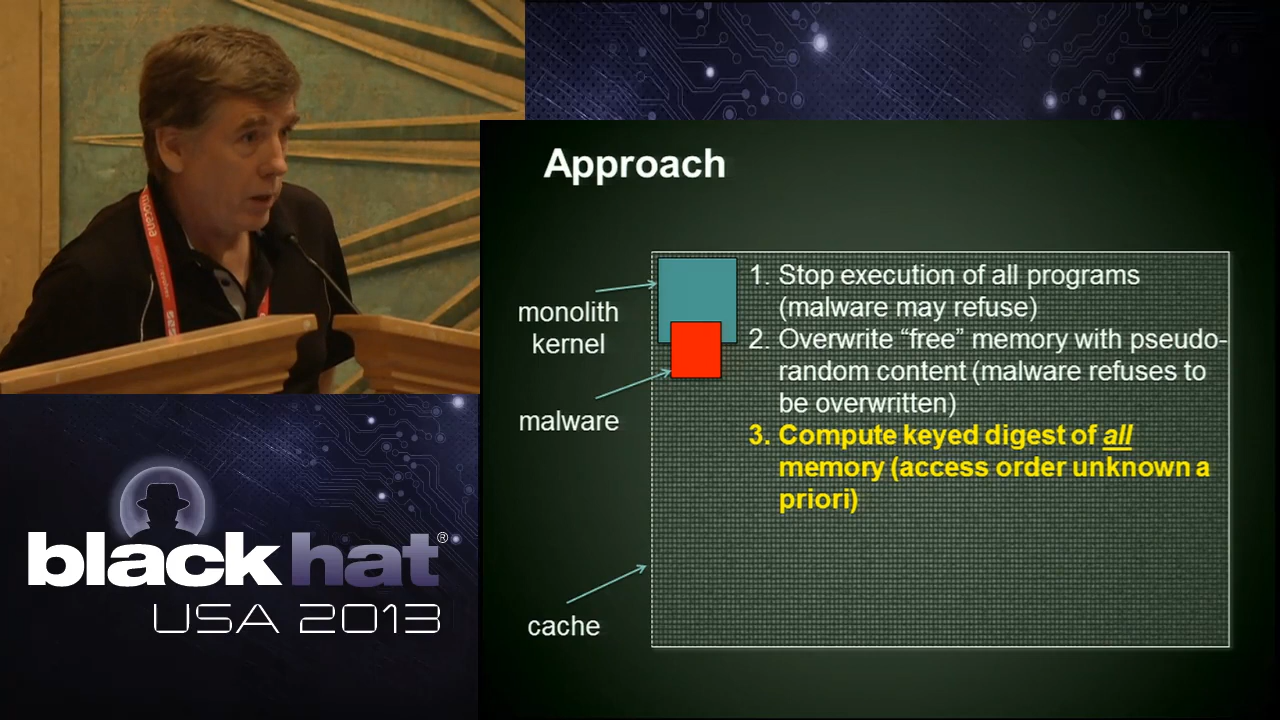 mocana
Approach
monolith
kernel
malware
cache
1. Stop execution of all programs
(malware may refuse)
2. Overwrite “free” memory with pseudo-
random content (malware refuses to
be overwritten)
3. Compute keyed digest of all
memory (access order unknown a
priori)
blackhat®
USA 2013